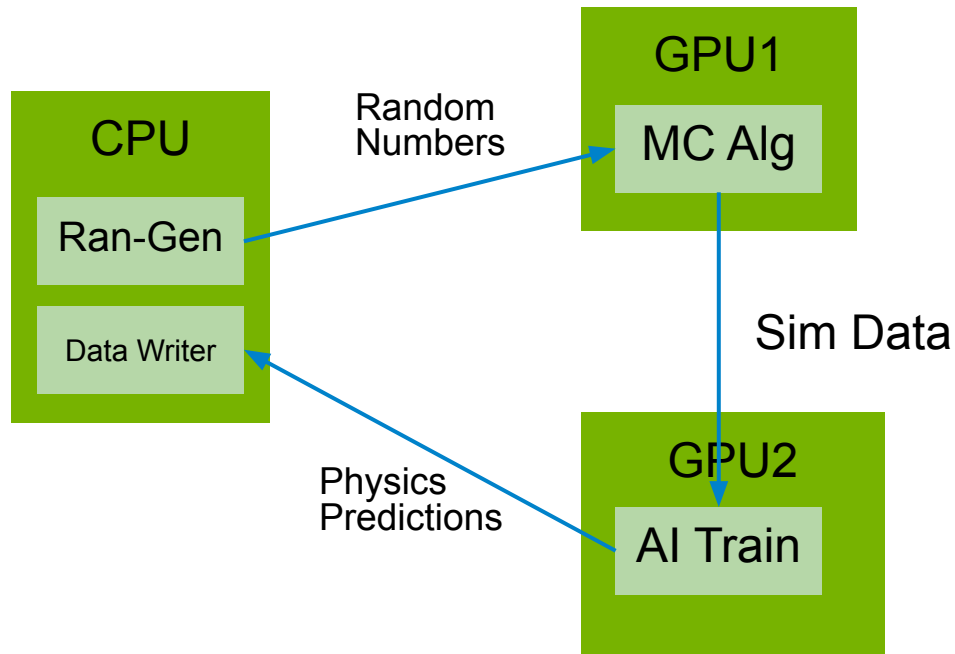 CPU
Ran-Gen
Data Writer
Random
Numbers
GPU1
MC Alg
Sim Data
GPU2
AI Train
Physics
Predictions